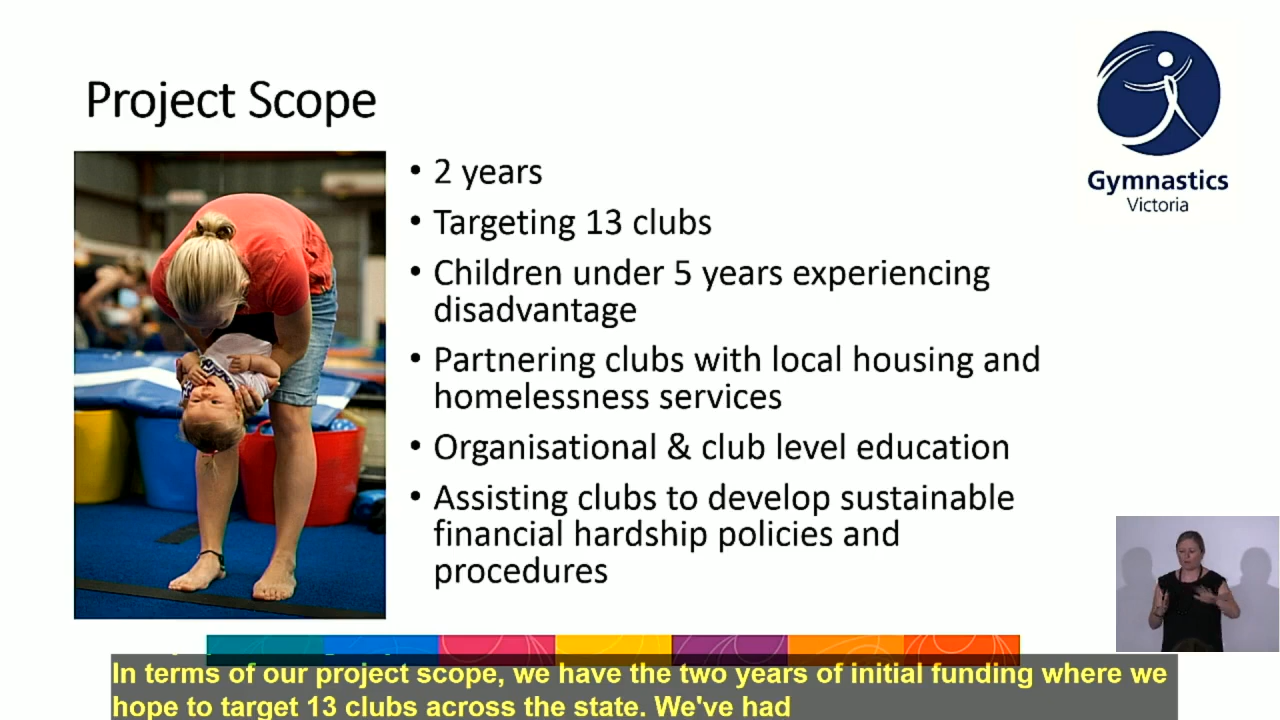 Project Scope
Gymnastics
Victoria
• 2 years
• Targeting 13 clubs
• Children under 5 years experiencing
disadvantage
• Partnering clubs with local housing and
homelessness services
• Organisational & club level education
• Assisting clubs to develop sustainable
financial hardship policies and
procedures
In terms of our project scope, we have the two years of initial funding where we
hope to target 13 clubs across the state. We've had